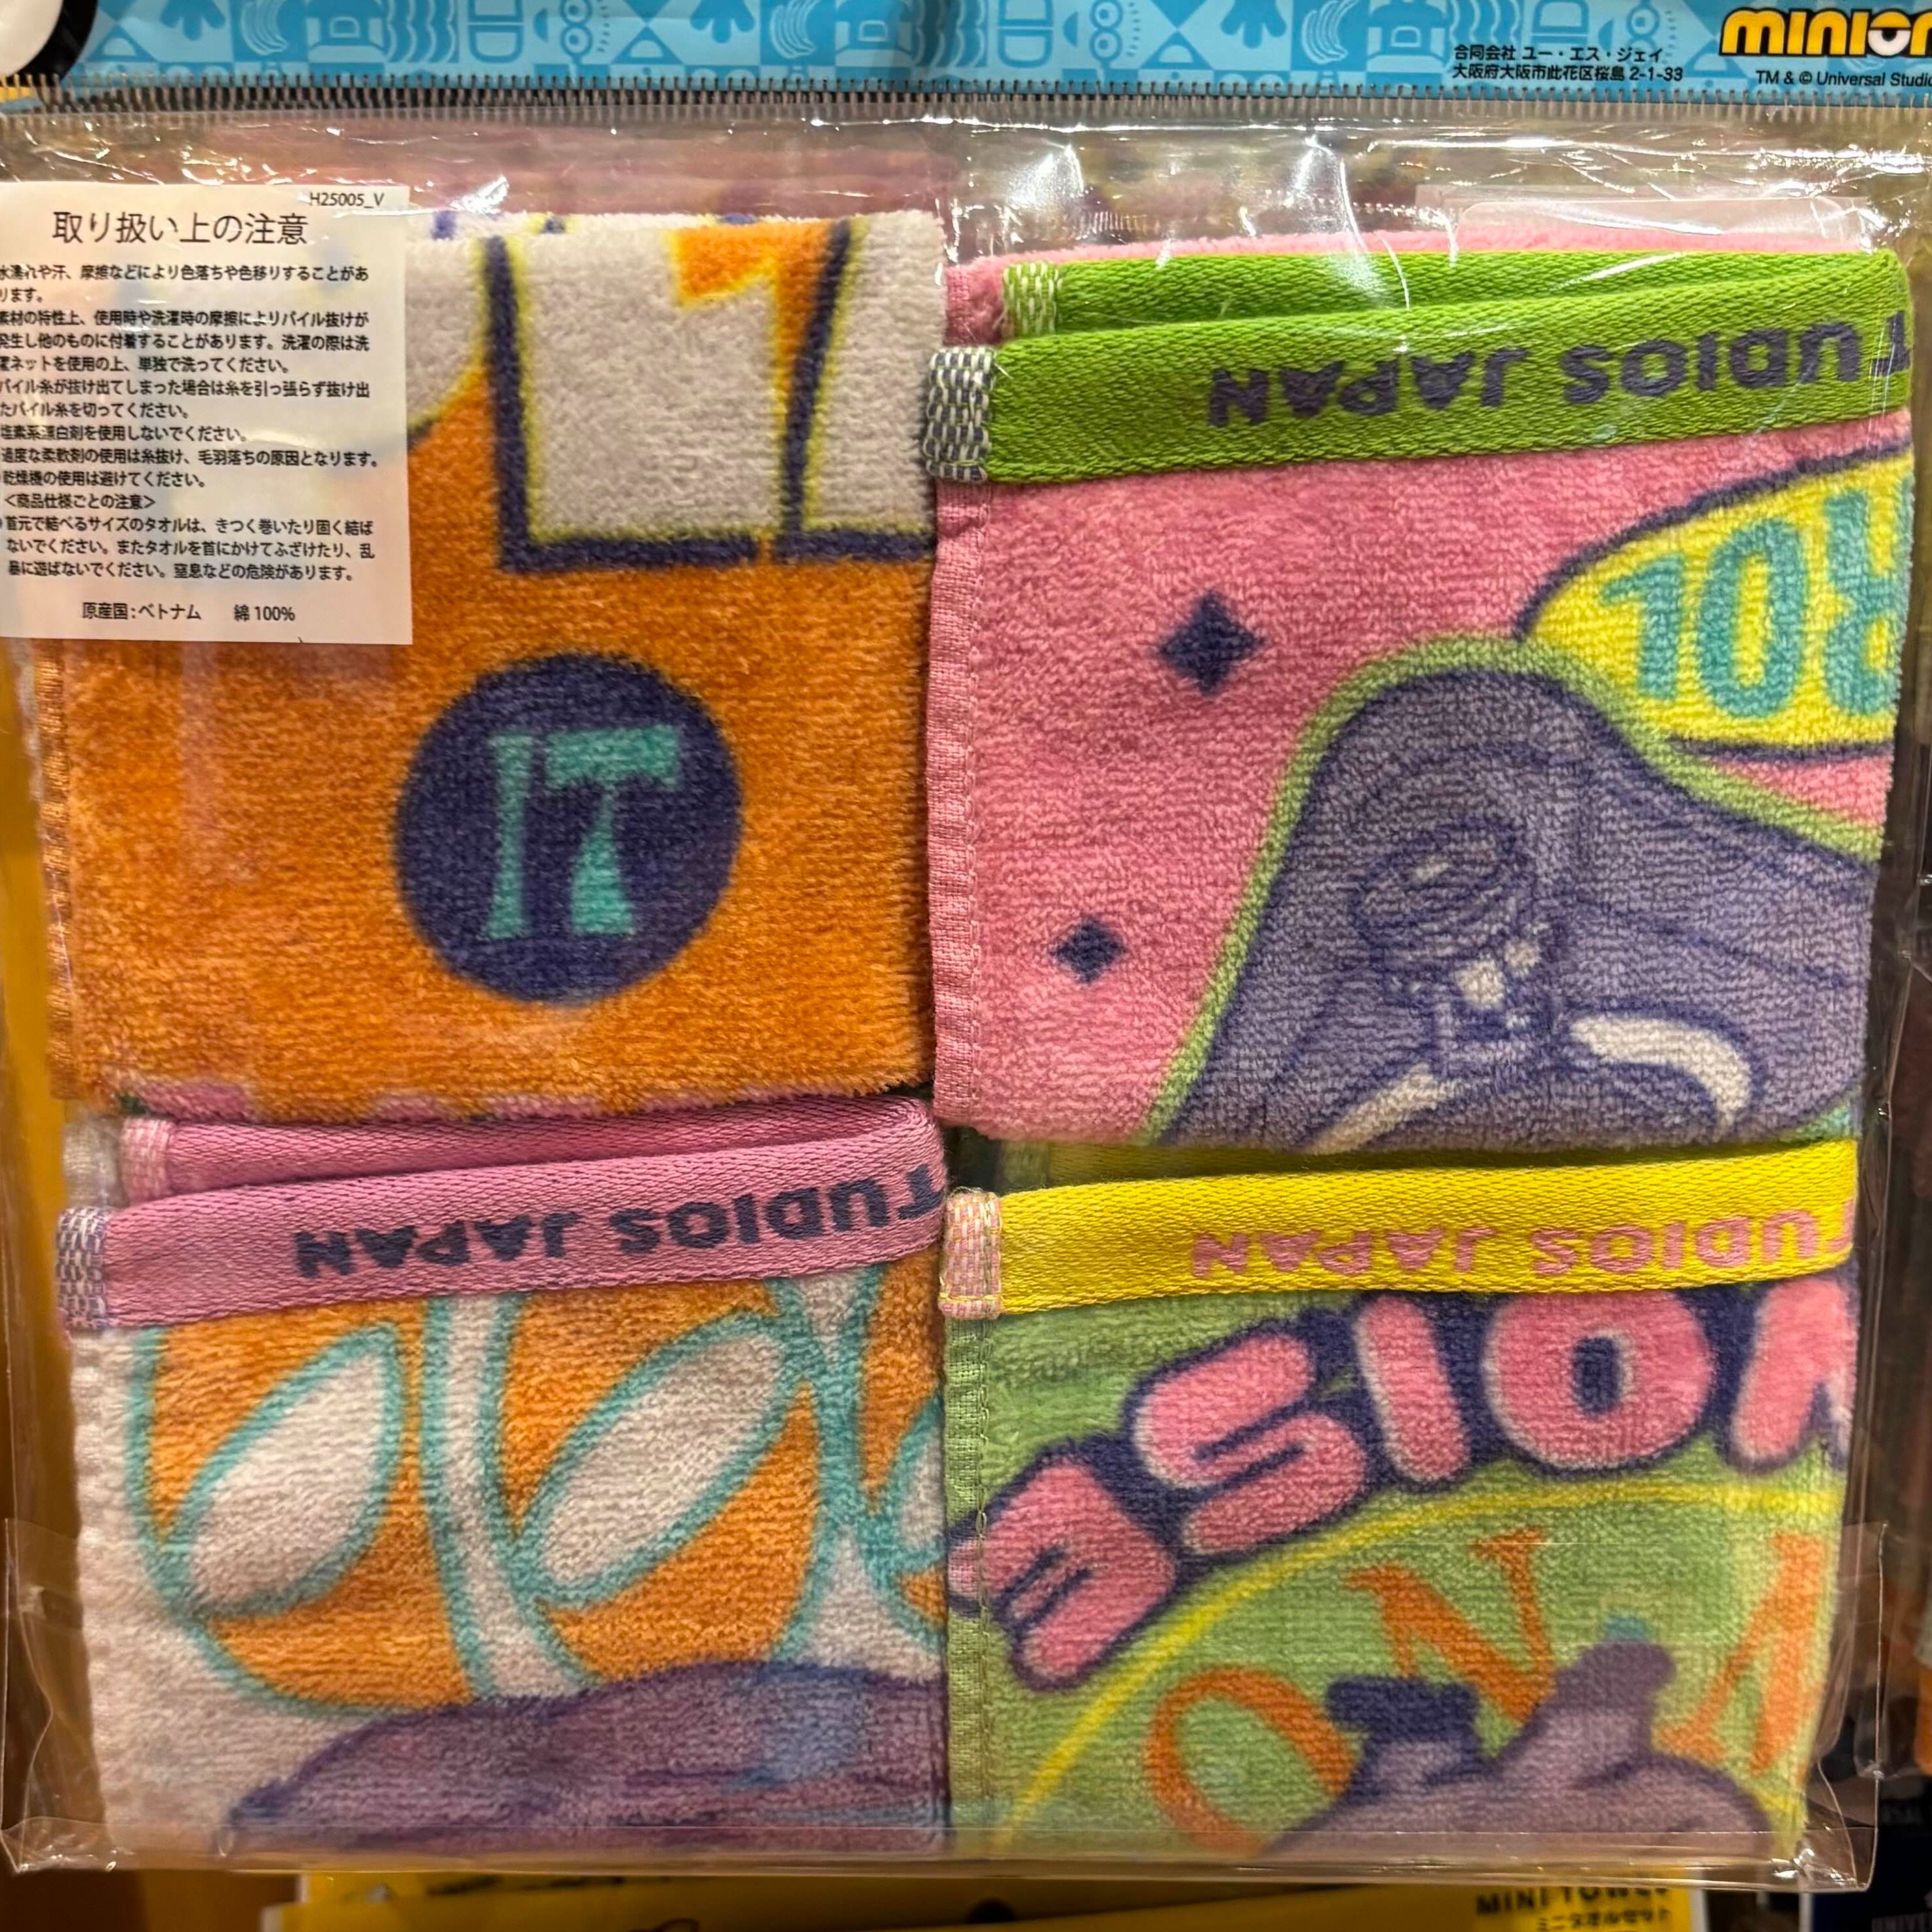 合同会社 ユー・エス・ジェイ
大阪府大阪市此花区桜島 2-1-33
MINION
TM & © Universal Studio
H25005_V
取り扱い上の注意
水濡れや汗、摩擦などにより色落ちや色移りすることがあ
ります。
素材の特性上、使用時や洗濯時の摩擦によりパイル抜けが
発生し他のものに付着することがあります。洗濯の際は洗
濯ネットを使用の上、単独で洗ってください。
パイル糸が抜け出てしまった場合は糸を引っ張らず抜け出
たパイル糸を切ってください。
塩素系漂白剤を使用しないでください。
過度な柔軟剤の使用は糸抜け、毛羽落ちの原因となります。
乾燥機の使用は避けてください。
＜商品仕様ごとの注意＞
首元で結べるサイズのタオルは、きつく巻いたり固く結ば
ないでください。またタオルを首にかけてふざけたり、乱
暴に遊ばないでください。窒息などの危険があります。
原産国:ベトナム 綿 100%
TUDIOS JAPAN
TUDIOS JAPAN
TUDIOS JAPAN
SION
ON
MINI TOWEL
ミニタオルセット